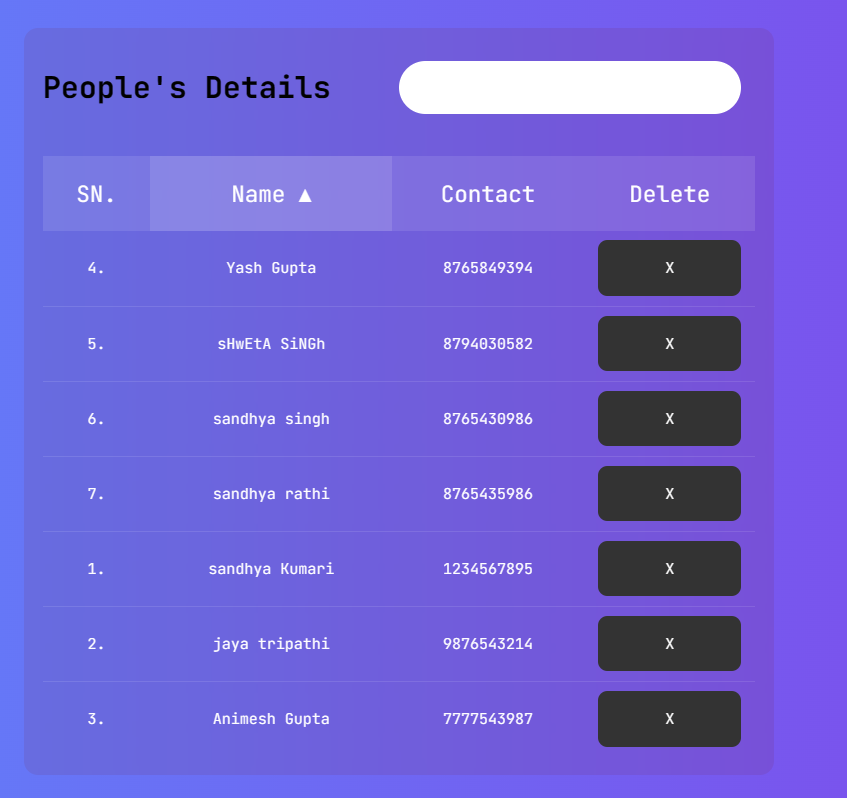 People's Details
SN. Name ▲ Contact Delete
4. Yash Gupta 8765849394 X
5. sHwEtA SiNGh 8794030582 X
6. sandhya singh 8765430986 X
7. sandhya rathi 8765435986 X
1. sandhya Kumari 1234567895 X
2. jaya tripathi 9876543214 X
3. Animesh Gupta 7777543987 X